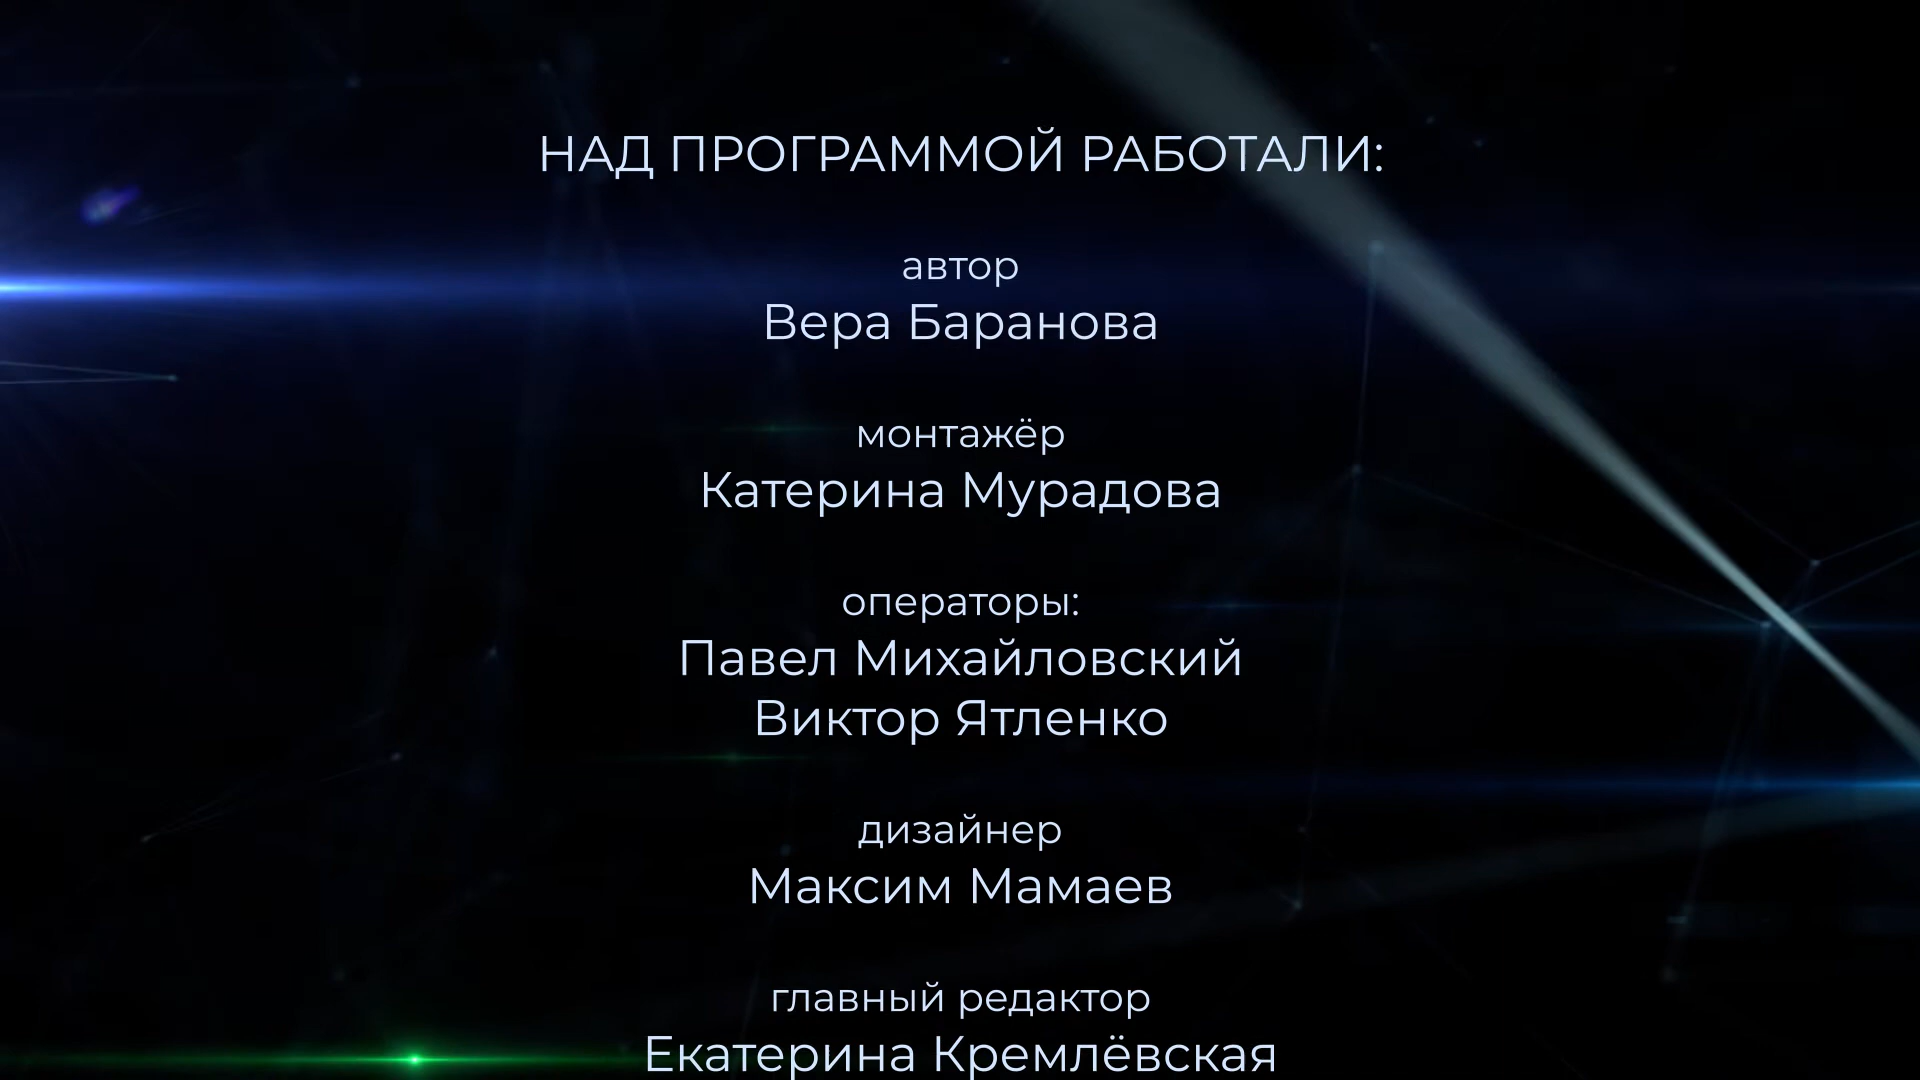 НАД ПРОГРАММОЙ РАБОТАЛИ:
автор
Вера Баранова
монтажёр
Катерина Мурадова
операторы:
Павел Михайловский
Виктор Ятленко
дизайнер
Максим Мамаев
главный редактор
Екатерина Кремлёвская